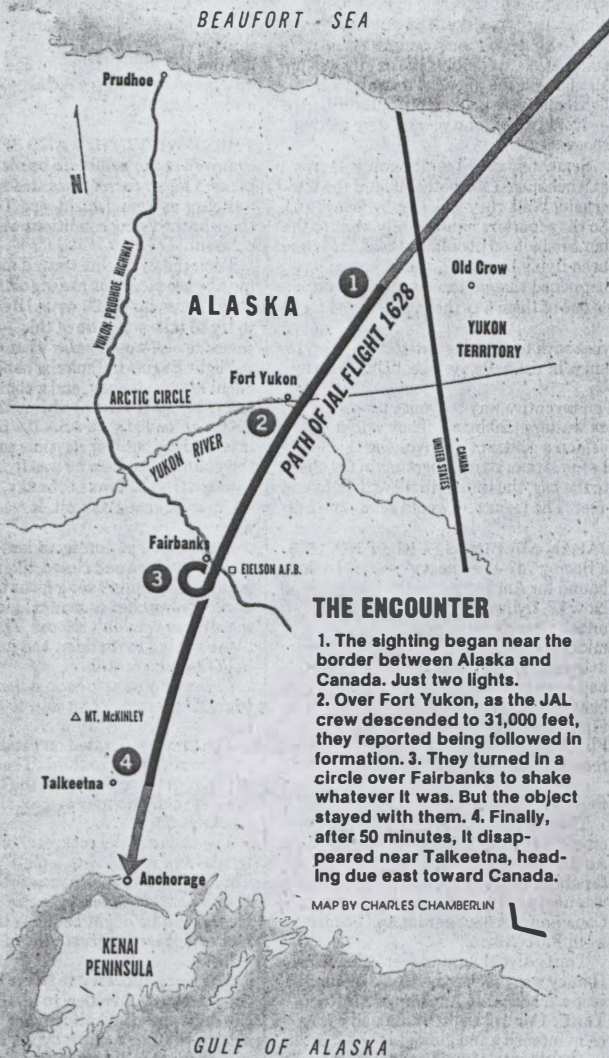 BEAUFORT SEA
Prudhoe
N
YUKON-PRUDHOE HIGHWAY
ALASKA
1
Old Crow
YUKON
TERRITORY
PATH OF JAL FLIGHT 1628
Fort Yukon
ARCTIC CIRCLE
2
YUKON RIVER
UNITED STATES
- CANADA
Fairbanks
3
EIELSON A.F.B.
THE ENCOUNTER
1. The sighting began near the
border between Alaska and
Canada. Just two lights.
2. Over Fort Yukon, as the JAL
crew descended to 31,000 feet,
they reported being followed in
formation. 3. They turned in a
circle over Fairbanks to shake
whatever it was. But the object
stayed with them. 4. Finally,
after 50 minutes, it disap-
peared near Talkeetna, head-
ing due east toward Canada.
MAP BY CHARLES CHAMBERLIN
MT. McKINLEY
4
Talkeetna
Anchorage
KENAI
PENINSULA
GULF OF ALASKA